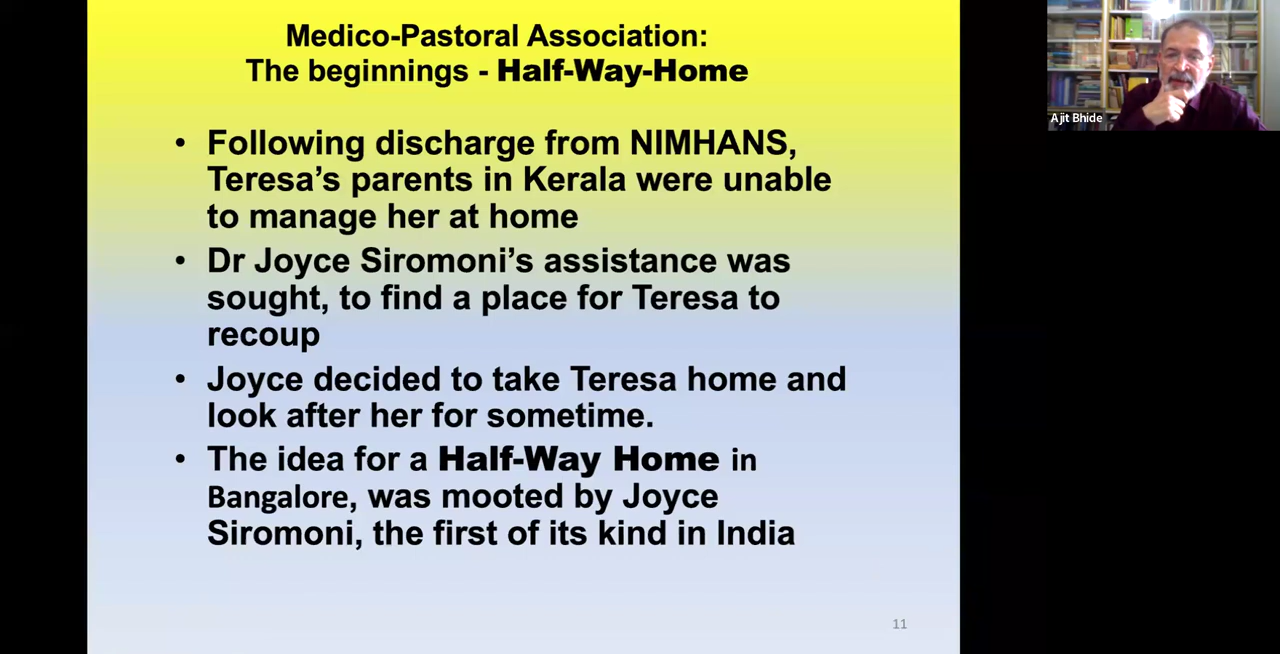 Medico-Pastoral Association:
The beginnings - Half-Way-Home
• Following discharge from NIMHANS,
Teresa’s parents in Kerala were unable
to manage her at home
• Dr Joyce Siromoni’s assistance was
sought, to find a place for Teresa to
recoup
• Joyce decided to take Teresa home and
look after her for sometime.
• The idea for a Half-Way Home in
Bangalore, was mooted by Joyce
Siromoni, the first of its kind in India
11
Ajit Bhide